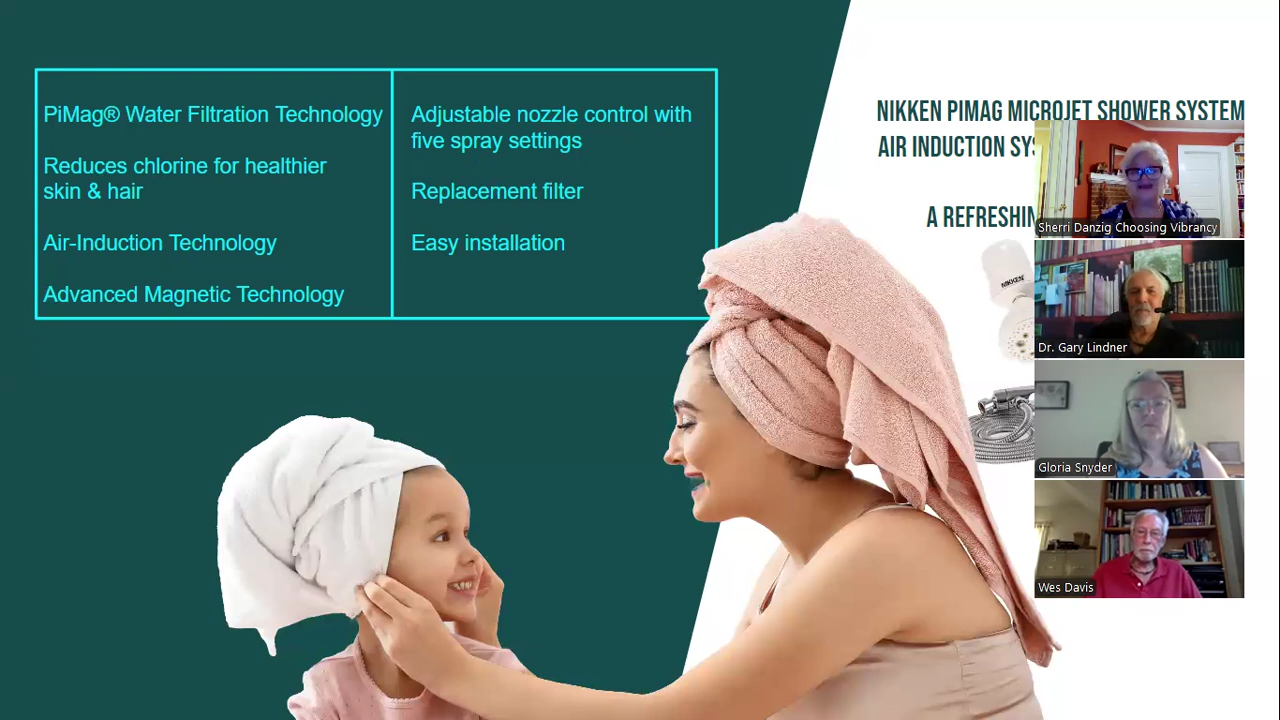 PiMag® Water Filtration Technology
Reduces chlorine for healthier
skin & hair
Air-Induction Technology
Advanced Magnetic Technology
Adjustable nozzle control with
five spray settings
Replacement filter
Easy installation
NIKKEN PIMAG MICROJET SHOWER SYSTEM
AIR INDUCTION
A
NIKKEN
Sherri Danzig Choosing Vibrancy
Dr. Gary Lindner
Gloria Snyder
Wes Davis